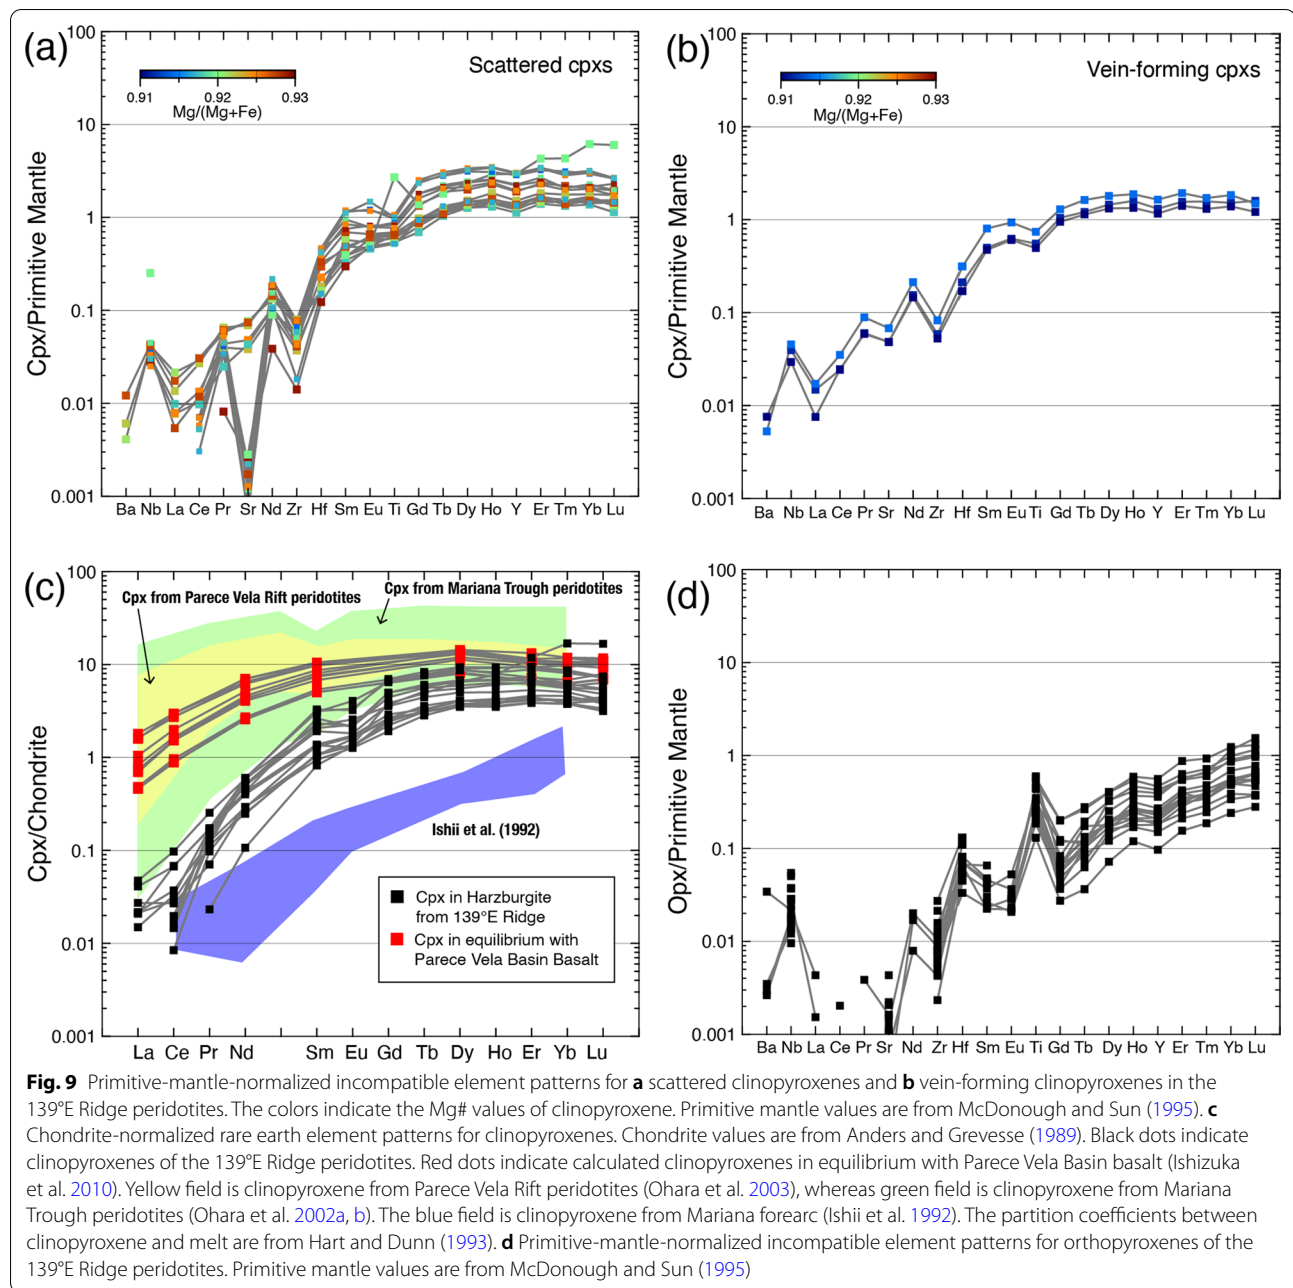 (a)
Scattered cpxs
0.91 0.92 0.93
Mg/(Mg+Fe)
Cpx/Primitive Mantle
100
10
1
0.1
0.01
0.001
Ba Nb La Ce Pr Sr Nd Zr Hf Sm Eu Ti Gd Tb Dy Ho Y Er Tm Yb Lu
(b)
Vein-forming cpxs
0.91 0.92 0.93
Mg/(Mg+Fe)
Cpx/Primitive Mantle
100
10
1
0.1
0.01
0.001
Ba Nb La Ce Pr Sr Nd Zr Hf Sm Eu Ti Gd Tb Dy Ho Y Er Tm Yb Lu
(c)
Cpx from Parece Vela Rift peridotites
Cpx from Mariana Trough peridotites
Ishii et al. (1992)
Cpx in Harzburgite
from 139°E Ridge
Cpx in equilibrium with
Parece Vela Basin Basalt
Cpx/Chondrite
100
10
1
0.1
0.01
0.001
La Ce Pr Nd Sm Eu Gd Tb Dy Ho Er Yb Lu
(d)
Opx/Primitive Mantle
100
10
1
0.1
0.01
0.001
Ba Nb La Ce Pr Sr Nd Zr Hf Sm Eu Ti Gd Tb Dy Ho Y Er Tm Yb Lu
Fig. 9 Primitive-mantle-normalized incompatible element patterns for a scattered clinopyroxenes and b vein-forming clinopyroxenes in the
139°E Ridge peridotites. The colors indicate the Mg# values of clinopyroxene. Primitive mantle values are from McDonough and Sun (1995). c
Chondrite-normalized rare earth element patterns for clinopyroxenes. Chondrite values are from Anders and Grevesse (1989). Black dots indicate
clinopyroxenes of the 139°E Ridge peridotites. Red dots indicate calculated clinopyroxenes in equilibrium with Parece Vela Basin basalt (Ishizuka
et al. 2010). Yellow field is clinopyroxene from Parece Vela Rift peridotites (Ohara et al. 2003), whereas green field is clinopyroxene from Mariana
Trough peridotites (Ohara et al. 2002a, b). The blue field is clinopyroxene from Mariana forearc (Ishii et al. 1992). The partition coefficients between
clinopyroxene and melt are from Hart and Dunn (1993). d Primitive-mantle-normalized incompatible element patterns for orthopyroxenes of the
139°E Ridge peridotites. Primitive mantle values are from McDonough and Sun (1995)